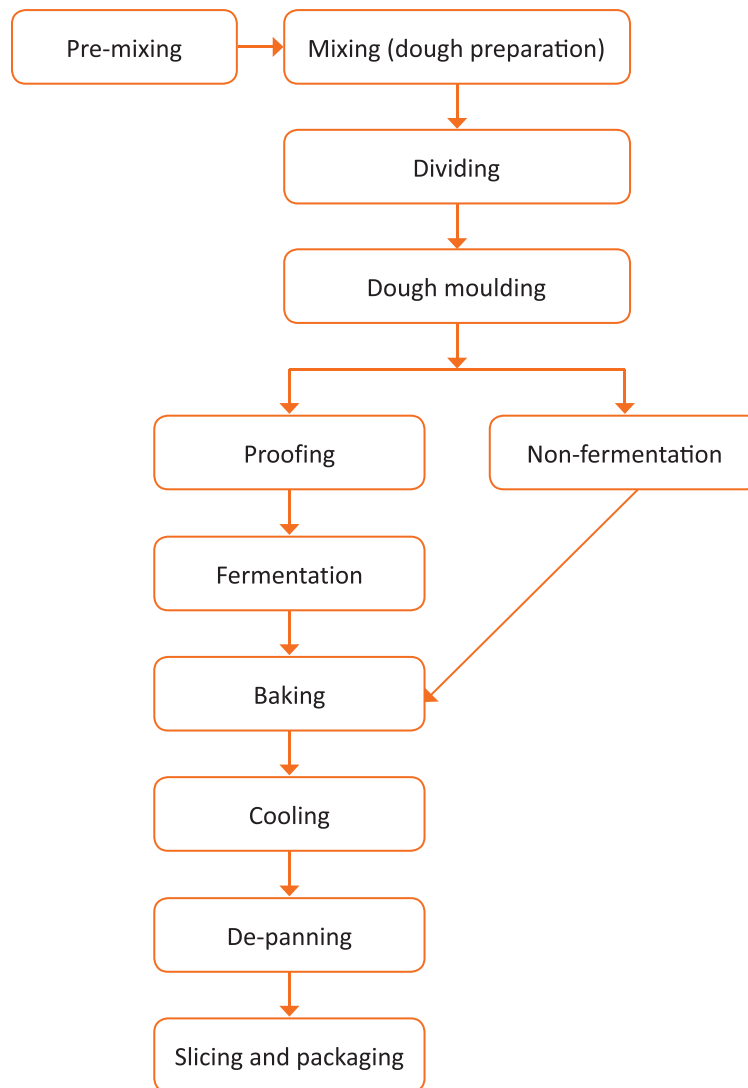 Pre-mixing
Mixing (dough preparation)
Dividing
Dough moulding
Proofing
Non-fermentation
Fermentation
Baking
Cooling
De-panning
Slicing and packaging